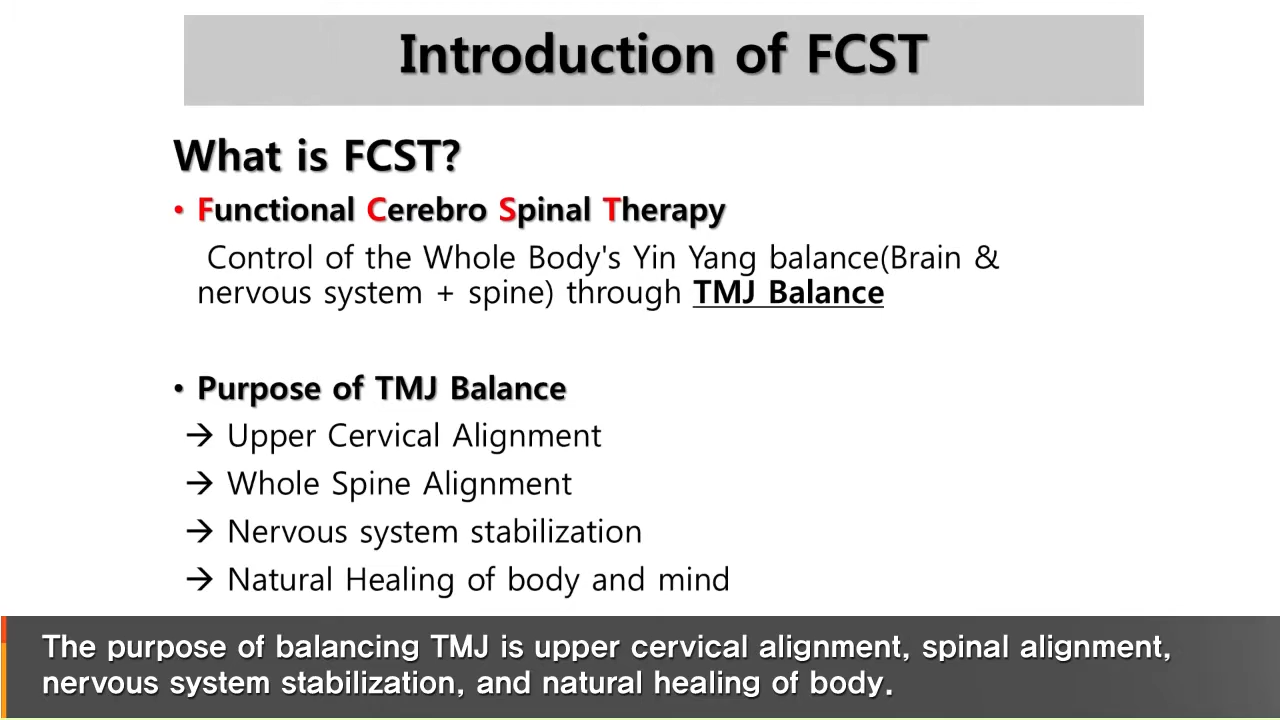 Introduction of FCST
What is FCST?
• Functional Cerebro Spinal Therapy
Control of the Whole Body's Yin Yang balance(Brain &
nervous system + spine) through TMJ Balance
• Purpose of TMJ Balance
→ Upper Cervical Alignment
→ Whole Spine Alignment
→ Nervous system stabilization
→ Natural Healing of body and mind
The purpose of balancing TMJ is upper cervical alignment, spinal alignment,
nervous system stabilization, and natural healing of body.